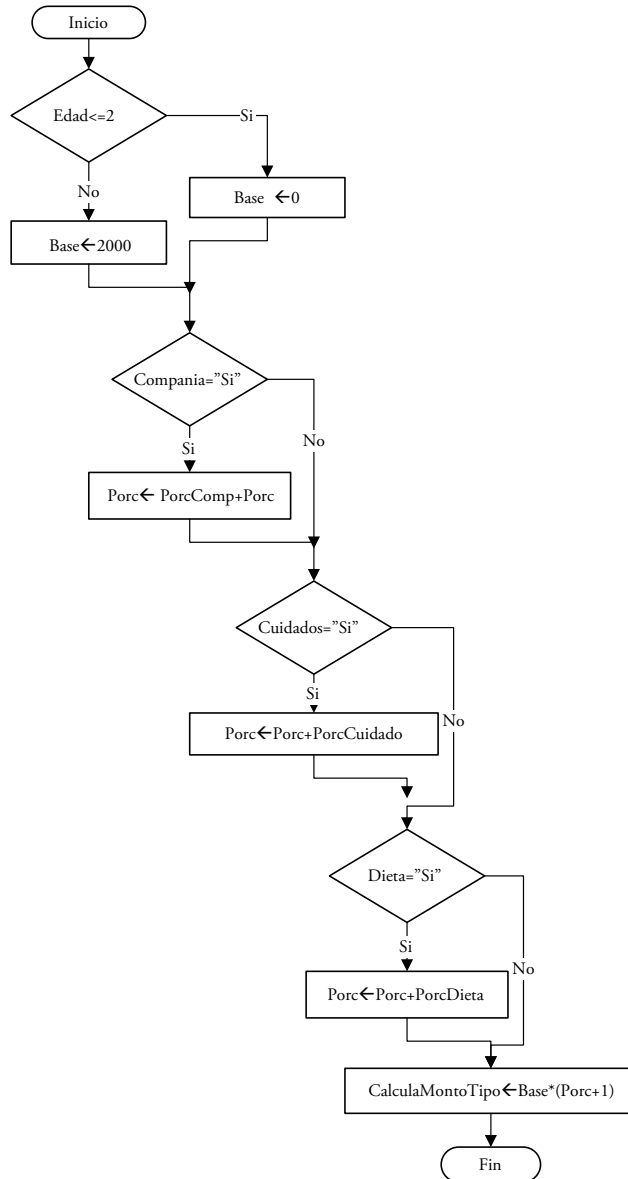 Inicio
Edad<=2
Si
No
Base ←0
Base←2000
Compania=”Si”
No
Si
Porc← PorcComp+Porc
Cuidados=”Si”
Si
No
Porc←Porc+PorcCuidado
Dieta=”Si”
Si
No
Porc←Porc+PorcDieta
CalculaMontoTipo←Base*(Porc+1)
Fin